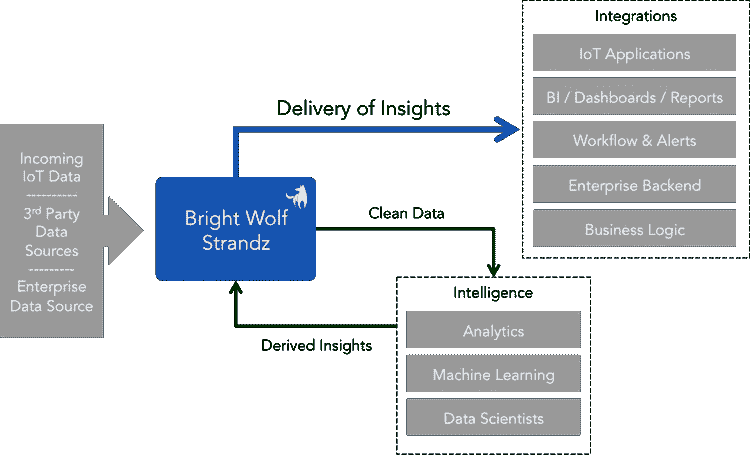 Incoming
IoT Data
----------
3rd Party
Data
Sources
---------
Enterprise
Data Source
Bright Wolf
Strandz
Delivery of Insights
Clean Data
Derived Insights
Integrations
IoT Applications
BI / Dashboards / Reports
Workflow & Alerts
Enterprise Backend
Business Logic
Intelligence
Analytics
Machine Learning
Data Scientists